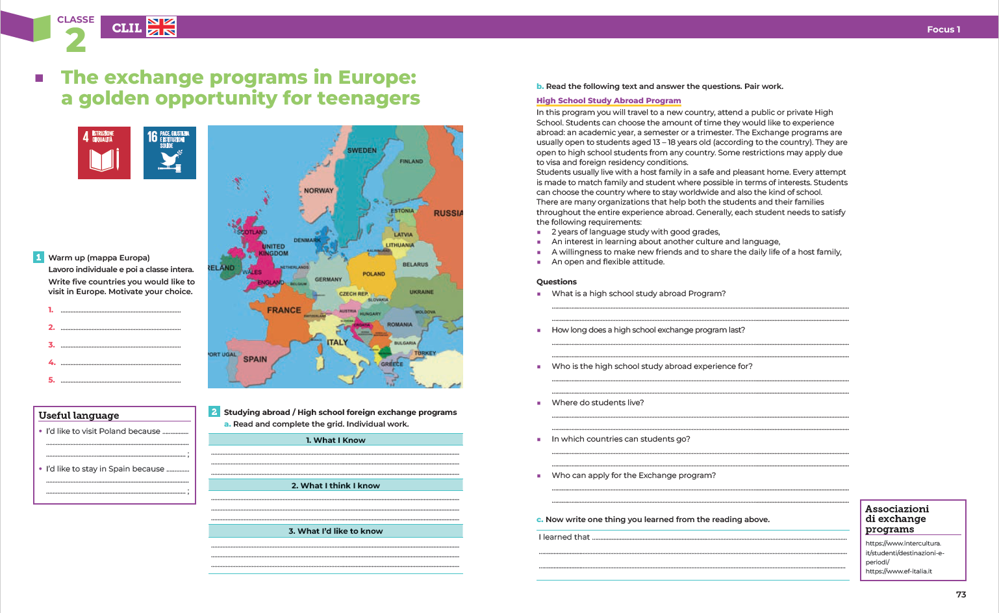 CLASSE
2
CLIL
Focus 1
The exchange programs in Europe:
a golden opportunity for teenagers
4 ISTRUZIONE
DI QUALITÀ
16 PACE, GIUSTIZIA
E ISTITUZIONI
SOLIDE
SWEDEN
FINLAND
NORWAY
ESTONIA
RUSSIA
SCOTLAND
LATVIA
DENMARK
UNITED
KINGDOM
LITHUANIA
KALININGRAD
IRELAND
WALES
NETHERLANDS
BELARUS
ENGLAND
BELGIUM
GERMANY
POLAND
UKRAINE
CZECH REP.
SLOVAKIA
FRANCE
AUSTRIA
HUNGARY
MOLDOVA
SWITZERLAND
SLOVENIA
CROATIA
ROMANIA
ITALY
BULGARIA
PORT UGAL
SPAIN
TURKEY
GREECE
1 Warm up (mappa Europa)
Lavoro individuale e poi a classe intera.
Write five countries you would like to
visit in Europe. Motivate your choice.
1. ..............................
2. ..............................
3. ..............................
4. ..............................
5. ..............................
Useful language
• I'd like to visit Poland because ................
..............................
.............................. ;
• I'd like to stay in Spain because ..............
..............................
.............................. ;
2 Studying abroad / High school foreign exchange programs
a. Read and complete the grid. Individual work.
1. What I Know
..............................
..............................
..............................
2. What I think I know
..............................
..............................
..............................
3. What I'd like to know
..............................
..............................
..............................
b. Read the following text and answer the questions. Pair work.
High School Study Abroad Program
In this program you will travel to a new country, attend a public or private High
School. Students can choose the amount of time they would like to experience
abroad: an academic year, a semester or a trimester. The Exchange programs are
usually open to students aged 13 – 18 years old (according to the country). They are
open to high school students from any country. Some restrictions may apply due
to visa and foreign residency conditions.
Students usually live with a host family in a safe and pleasant home. Every attempt
is made to match family and student where possible in terms of interests. Students
can choose the country where to stay worldwide and also the kind of school.
There are many organizations that help both the students and their families
throughout the entire experience abroad. Generally, each student needs to satisfy
the following requirements:
▪ 2 years of language study with good grades,
▪ An interest in learning about another culture and language,
▪ A willingness to make new friends and to share the daily life of a host family,
▪ An open and flexible attitude.
Questions
▪ What is a high school study abroad Program?
..............................
..............................
▪ How long does a high school exchange program last?
..............................
..............................
▪ Who is the high school study abroad experience for?
..............................
..............................
▪ Where do students live?
..............................
..............................
▪ In which countries can students go?
..............................
..............................
▪ Who can apply for the Exchange program?
..............................
..............................
c. Now write one thing you learned from the reading above.
I learned that ..............................
..............................
..............................
Associazioni
di exchange
programs
https://www.intercultura.
it/studenti/destinazioni-e-
periodi/
https://www.ef-italia.it
73